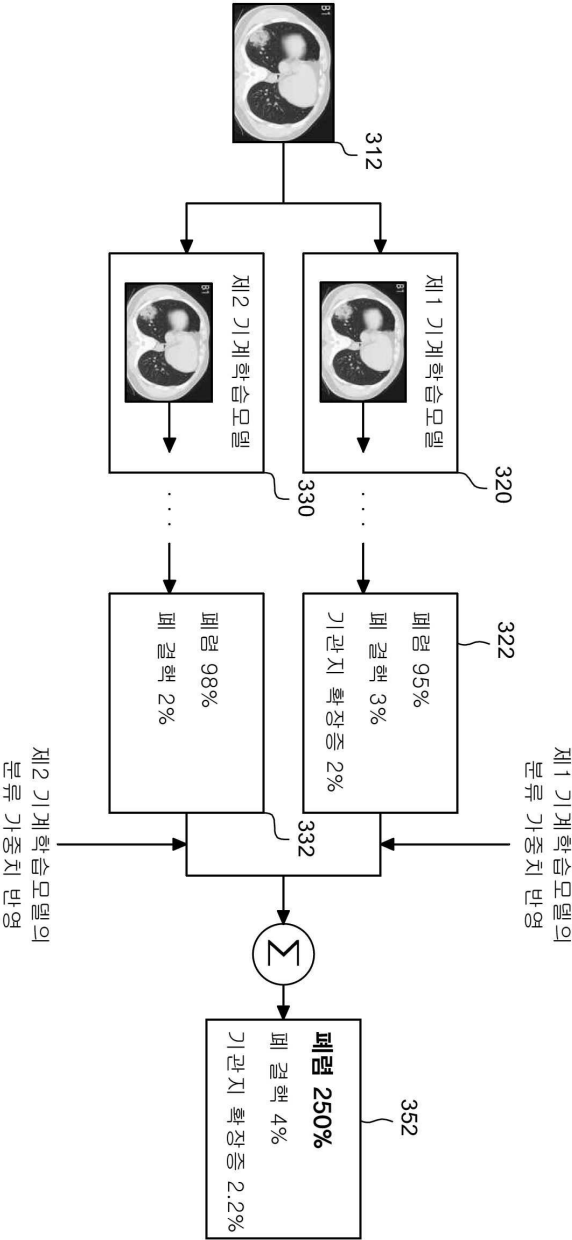 B1
312
제1 기계학습모델
B1
320
제2 기계학습모델
B1
330
. . . .
. . . .
322
폐렴 95%
폐 결핵 3%
기관지 확장증 2%
폐렴 98%
폐 결핵 2%
332
제1 기계학습모델의
분류 가중치 반영
제2 기계학습모델의
분류 가중치 반영
Σ
352
폐렴 250%
폐 결핵 4%
기관지 확장증 2.2%